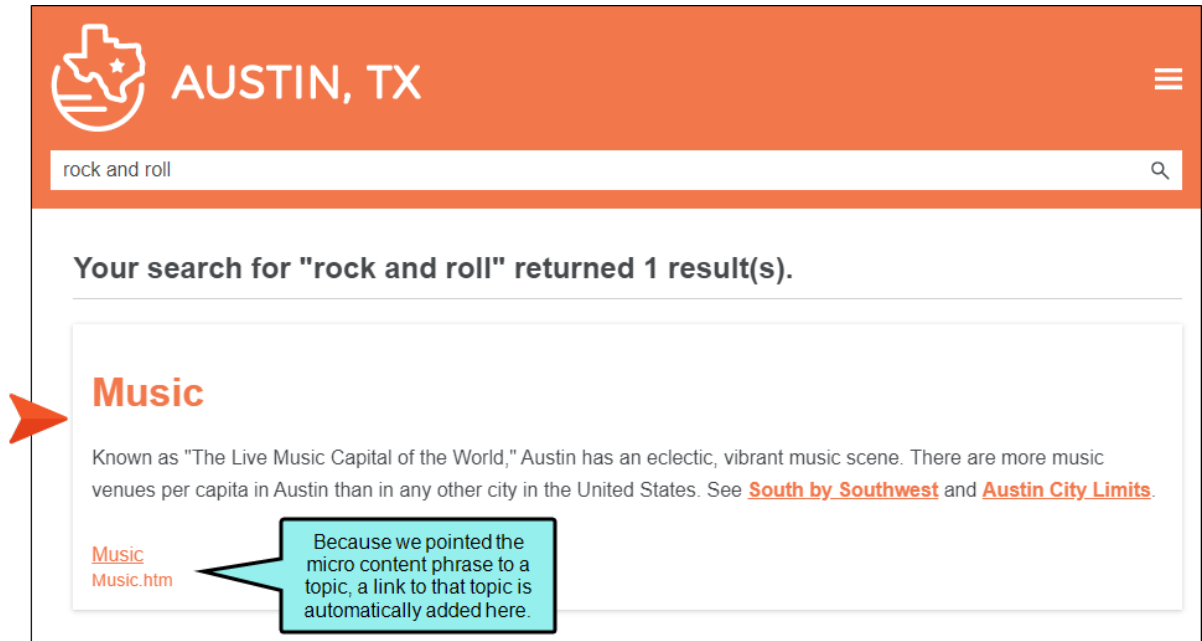 AUSTIN, TX
rock and roll
Your search for "rock and roll" returned 1 result(s).
Music
Known as "The Live Music Capital of the World," Austin has an eclectic, vibrant music scene. There are more music
venues per capita in Austin than in any other city in the United States. See South by Southwest and Austin City Limits.
Music
Music.htm
Because we pointed the
micro content phrase to a
topic, a link to that topic is
automatically added here.